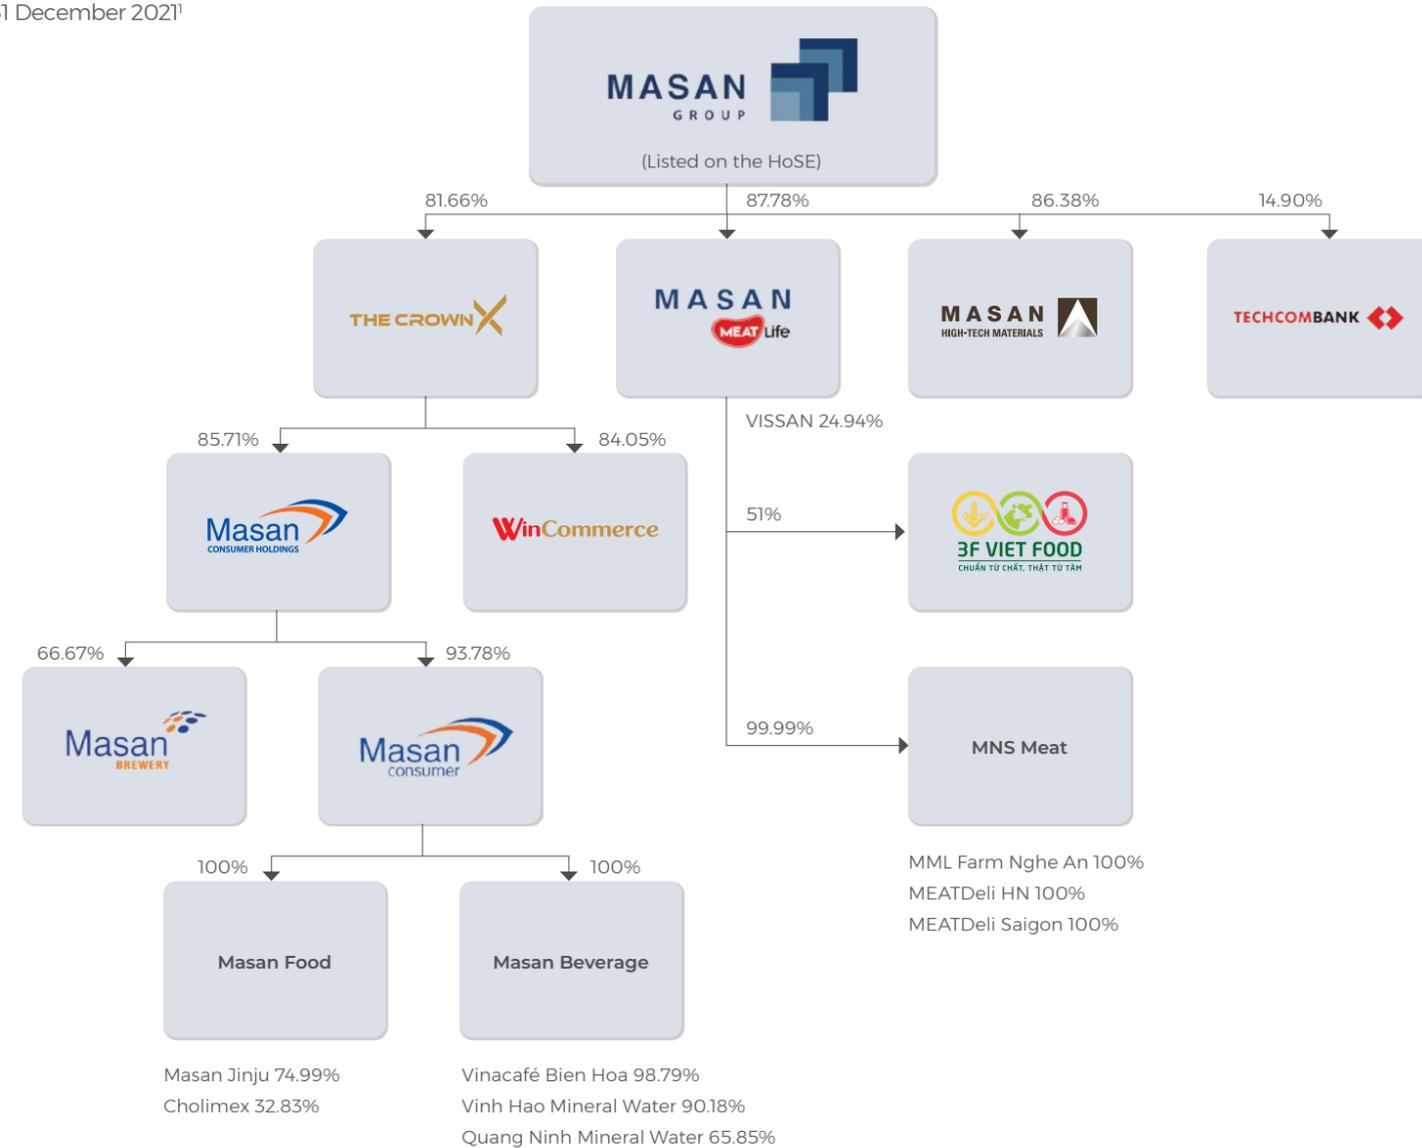 31 December 2021¹
MASAN
GROUP
(Listed on the HoSE)
81.66%
87.78%
86.38%
14.90%
THE CROWNX
MASAN
MEAT Life
MASAN
HIGH-TECH MATERIALS
TECHCOMBANK
VISSAN 24.94%
85.71%
84.05%
Masan
CONSUMER HOLDINGS
WinCommerce
51%
3F VIET FOOD
CHUẨN TỪ CHẤT, THẬT TỪ TÂM
66.67%
93.78%
Masan
BREWERY
Masan
consumer
99.99%
MNS Meat
100%
100%
MML Farm Nghe An 100%
MEATDeli HN 100%
MEATDeli Saigon 100%
Masan Food
Masan Beverage
Masan Jinju 74.99%
Cholimex 32.83%
Vinacafé Bien Hoa 98.79%
Vinh Hao Mineral Water 90.18%
Quang Ninh Mineral Water 65.85%